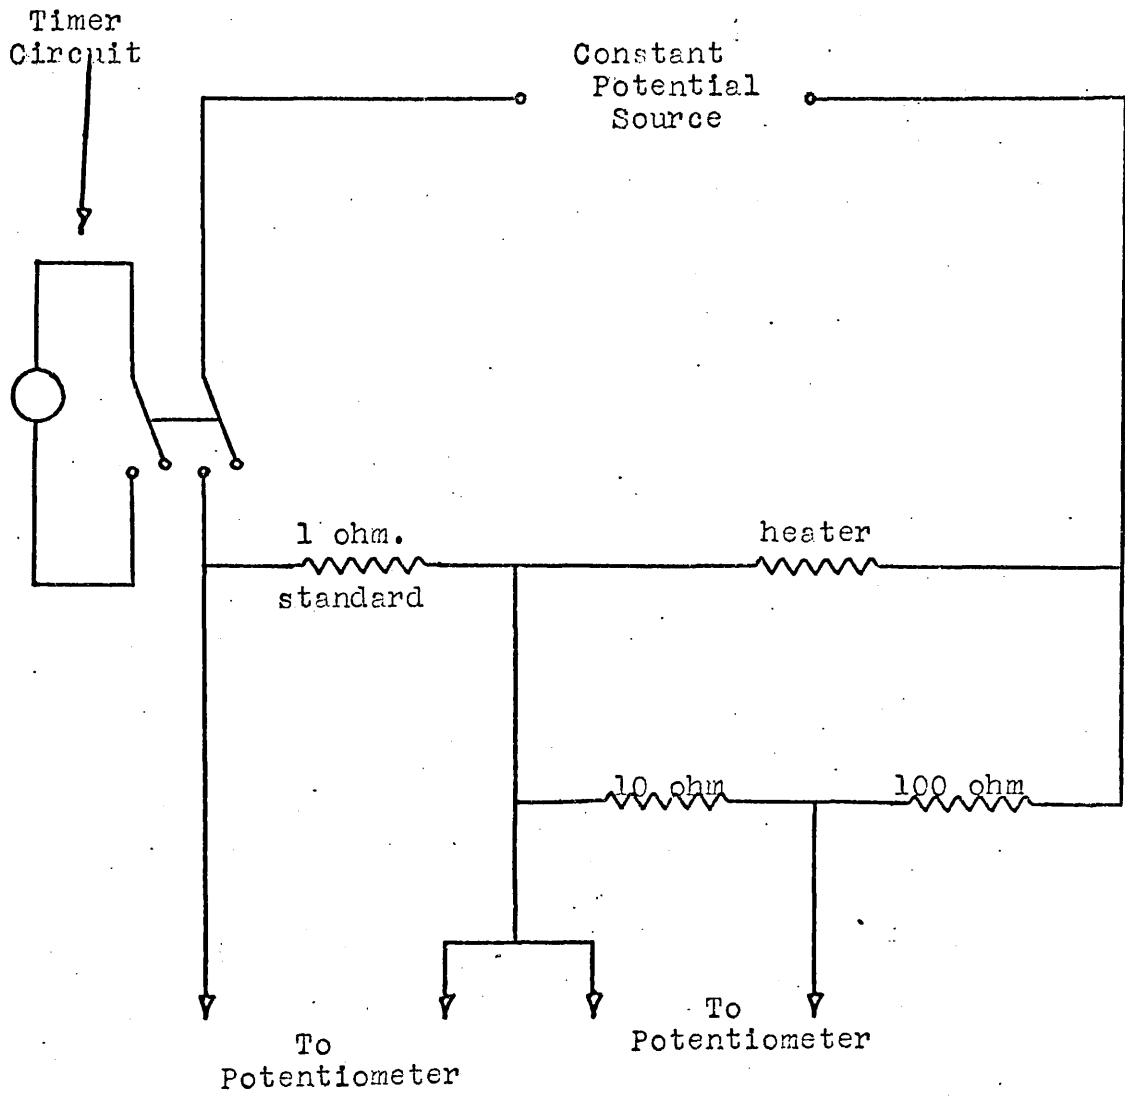 Timer
Circuit
Constant
Potential
Source
1 ohm.
standard
heater
10 ohm
100 ohm
To
Potentiometer
To
Potentiometer